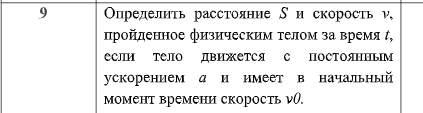 9
Определить расстояние S и скорость v,
пройденное физическим телом за время t,
если тело движется с постоянным
ускорением a и имеет в начальный
момент времени скорость v0.